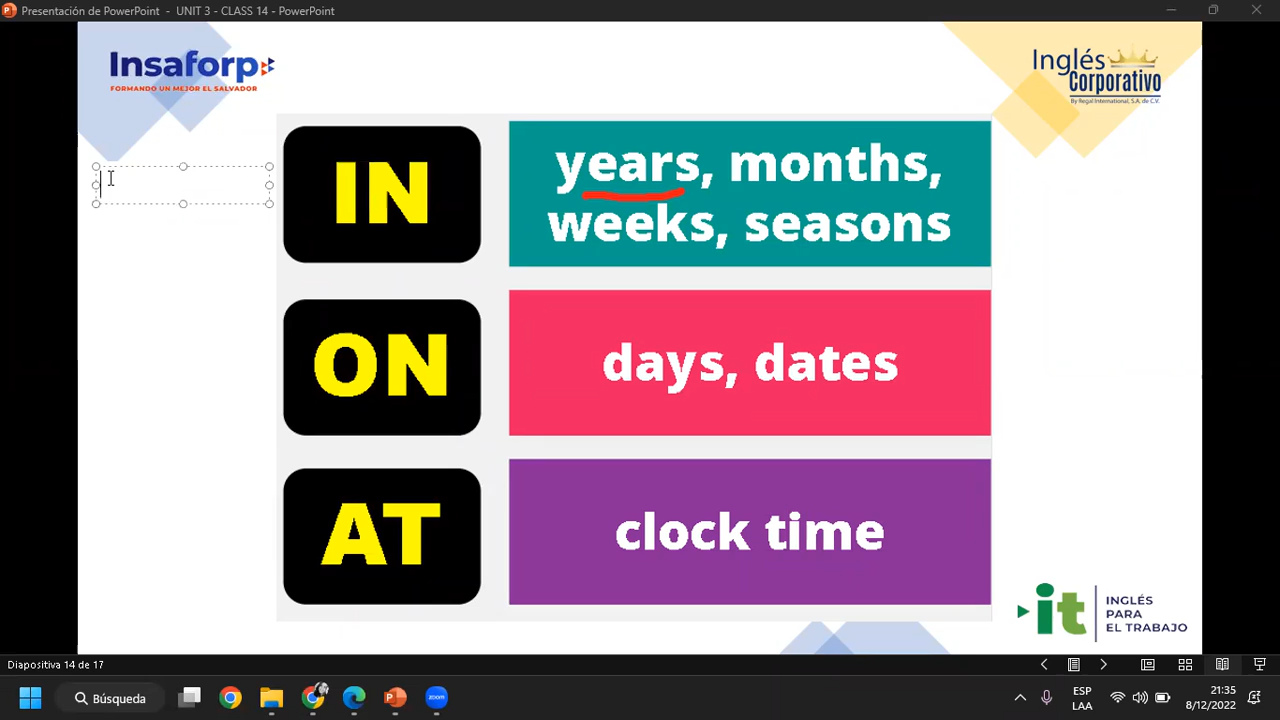 Presentación de PowerPoint - UNIT 3 - CLASS 14 - PowerPoint
Insaforp
FORMANDO UN MEJOR EL SALVADOR
Inglés
Corporativo
By Regal International, S.A. de C.V.
IN
years, months,
weeks, seasons
ON
days, dates
AT
clock time
it
INGLÉS
PARA
EL TRABAJO
Diapositiva 14 de 17
Búsqueda
zoom
ESP
LAA
21:35
8/12/2022